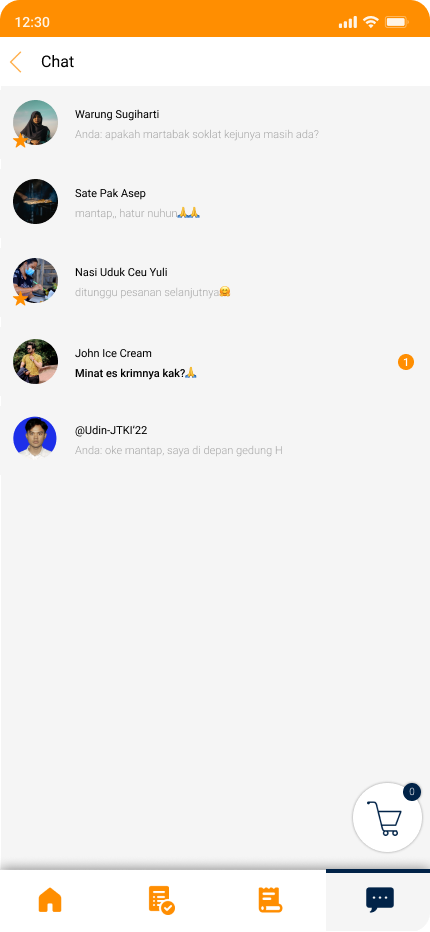 12:30
Chat
Warung Sugiharti
Anda: apakah martabak soklat kejunya masih ada?
Sate Pak Asep
mantap,, hatur nuhun🙏🙏
Nasi Uduk Ceu Yuli
ditunggu pesanan selanjutnya🤗
John Ice Cream
Minat es krimnya kak?🙏
1
@Udin-JTKI'22
Anda: oke mantap, saya di depan gedung H
0